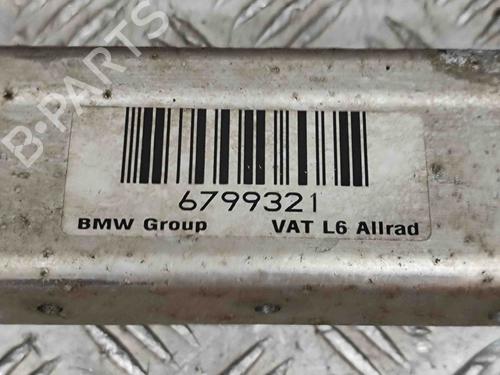 B-PARTS
6799321
BMW Group VAT L6 Allrad